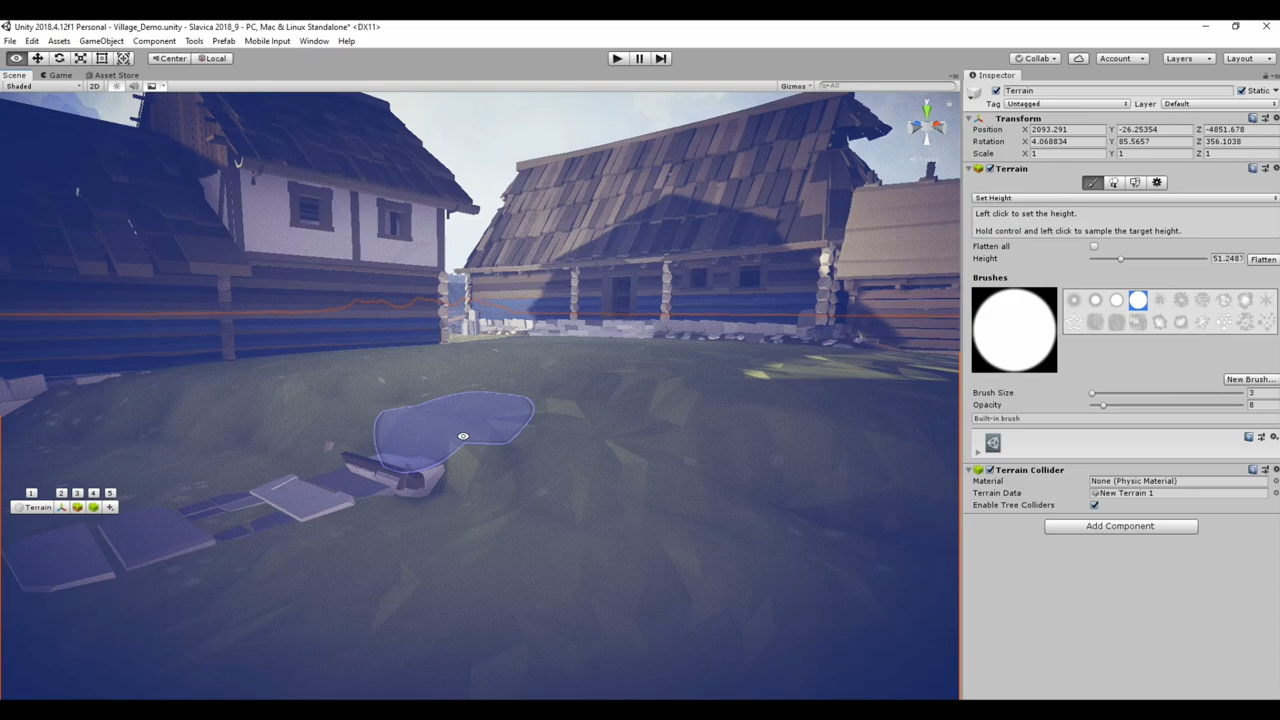 Unity 2018.4.12f1 Personal - Village_Demo.unity - Slavica 2018_9 - PC, Mac & Linux Standalone* <DX11>
File Edit Assets GameObject Component Tools Prefab Mobile Input Window Help
Center Local Collab Account Layers Layout
Scene Game Asset Store
Shaded 2D Gizmos All
Inspector
Terrain Static
Tag Untagged Layer Default
Transform
Position X 2093.291 Y -26.25354 Z -4851.678
Rotation X 4.068834 Y 85.5657 Z 356.1038
Scale X 1 Y 1 Z 1
Terrain
Set Height
Left click to set the height.
Hold control and left click to sample the target height.
Flatten all
Height 51.2487 Flatten
Brushes
New Brush...
Brush Size 3
Opacity 8
Built-in brush
Terrain Collider
Material None (Physic Material)
Terrain Data New Terrain 1
Enable Tree Colliders
Add Component
1 2 3 4 5
Terrain
y